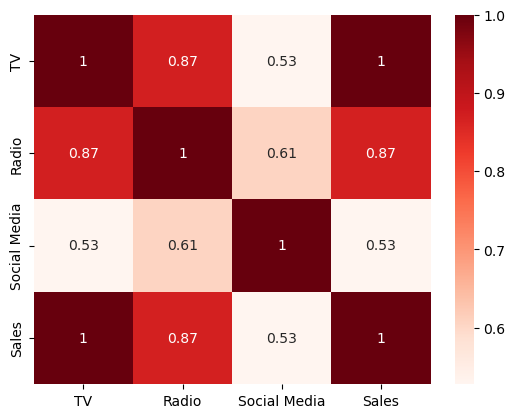 TV 1 0.87 0.53 1
Radio 0.87 1 0.61 0.87
Social Media 0.53 0.61 1 0.53
Sales 1 0.87 0.53 1
TV Radio Social Media Sales
1.0
0.9
0.8
0.7
0.6